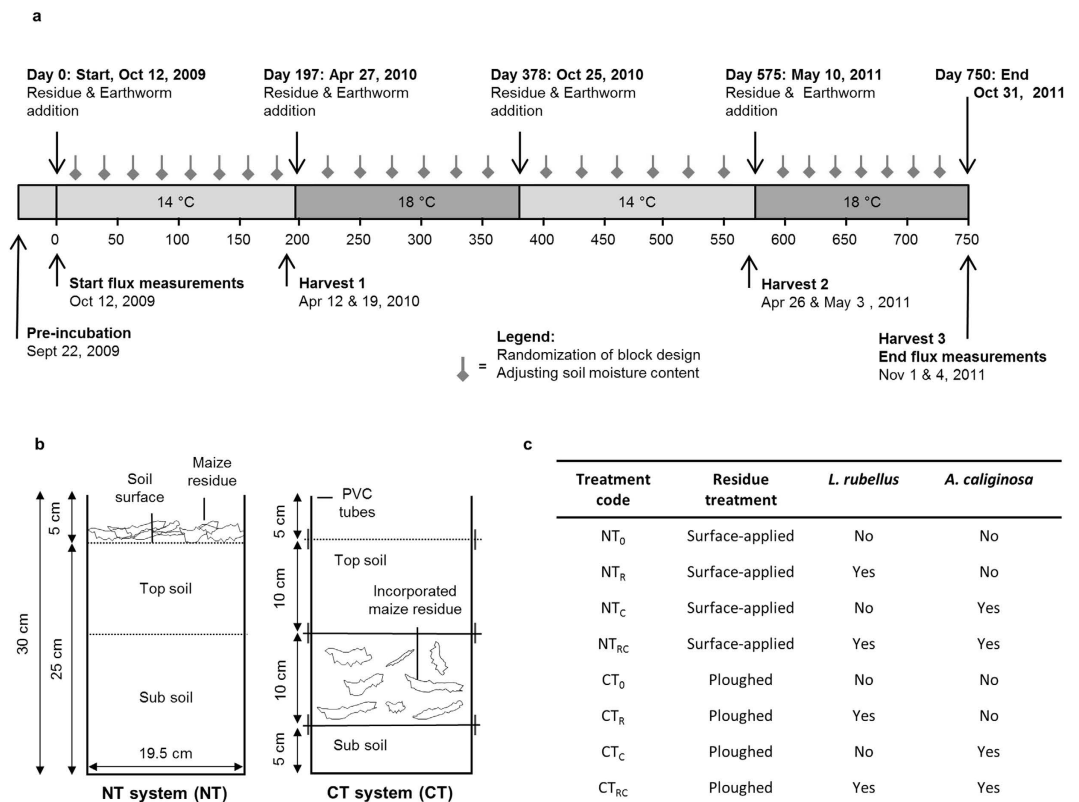 a
Day 0: Start, Oct 12, 2009
Residue & Earthworm
addition
Day 197: Apr 27, 2010
Residue & Earthworm
addition
Day 378: Oct 25, 2010
Residue & Earthworm
addition
Day 575: May 10, 2011
Residue & Earthworm
addition
Day 750: End
Oct 31, 2011
14 °C 18 °C 14 °C 18 °C
0 50 100 150 200 250 300 350 400 450 500 550 600 650 700 750
Start flux measurements
Oct 12, 2009
Harvest 1
Apr 12 & 19, 2010
Harvest 2
Apr 26 & May 3 , 2011
Pre-incubation
Sept 22, 2009
Legend:
= Randomization of block design
Adjusting soil moisture content
Harvest 3
End flux measurements
Nov 1 & 4, 2011
b
Soil
surface
Maize
residue
5 cm
30 cm
25 cm
Top soil
Sub soil
19.5 cm
NT system (NT)
PVC
tubes
5 cm
Top soil
10 cm
Incorporated
maize residue
10 cm
5 cm
Sub soil
CT system (CT)
c
Treatment code Residue treatment L. rubellus A. caliginosa
NT0 Surface-applied No No
NTR Surface-applied Yes No
NTC Surface-applied No Yes
NTRC Surface-applied Yes Yes
CT0 Ploughed No No
CTR Ploughed Yes No
CTC Ploughed No Yes
CTRC Ploughed Yes Yes